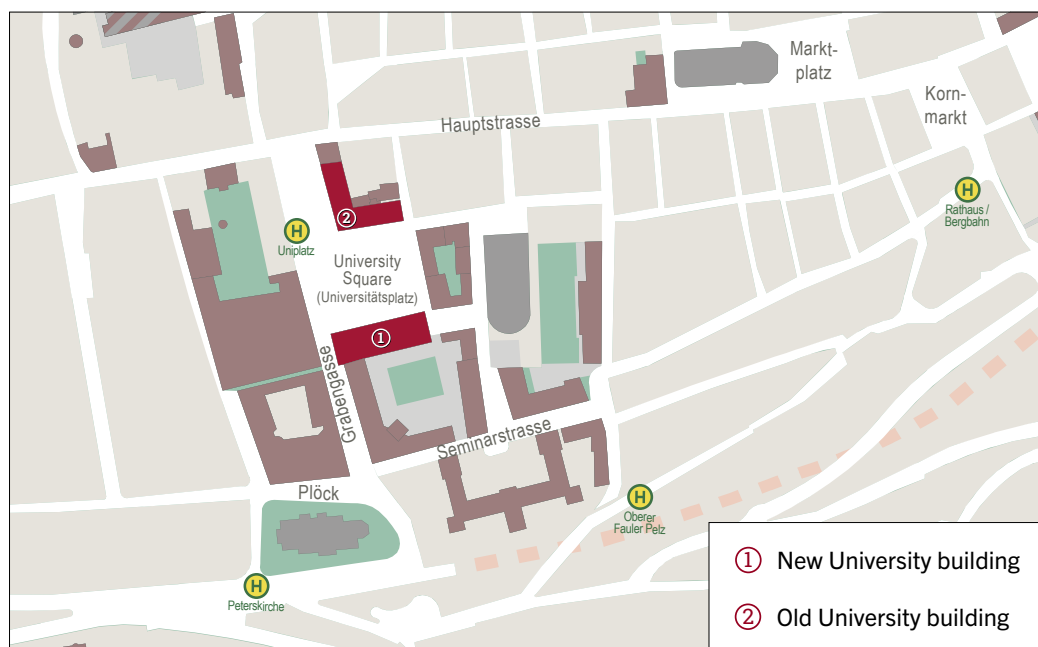 Markt-
platz
Korn-
markt
Hauptstrasse
H
Rathaus /
Bergbahn
2
H
Uniplatz
University
Square
(Universitätsplatz)
1
Grabengasse
Seminarstrasse
Plöck
H
Oberer
Fauler Pelz
H
Peterskirche
1 New University building
2 Old University building